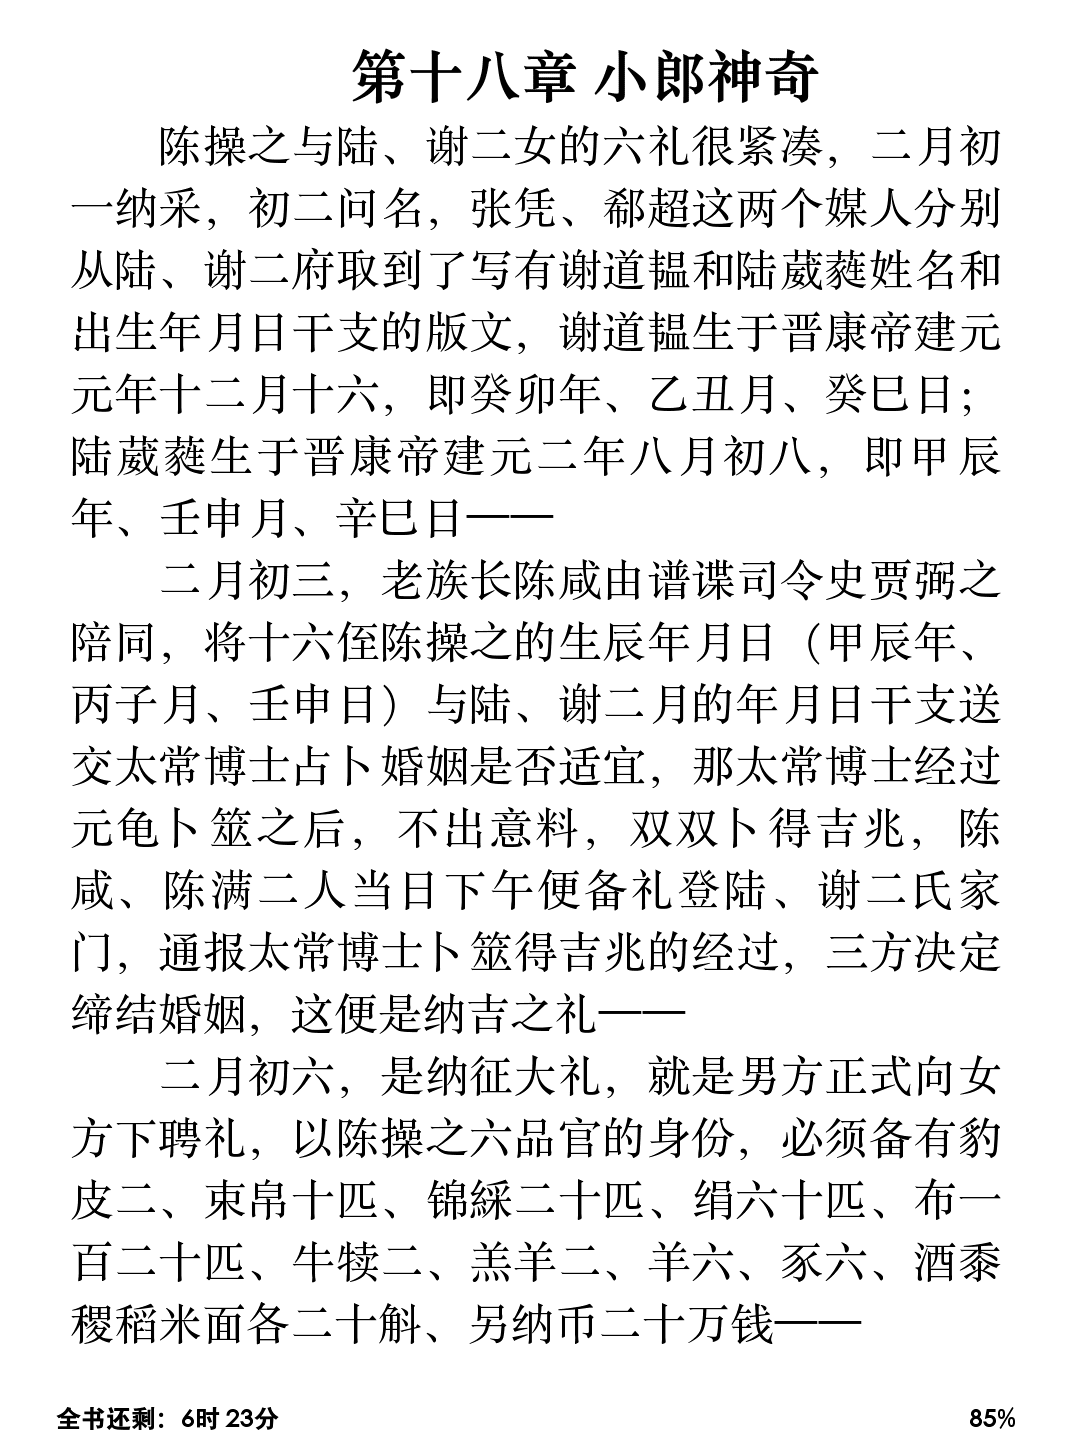 第十八章 小郎神奇
陈操之与陆、谢二女的六礼很紧凑，二月初
一纳采，初二问名，张凭、郗超这两个媒人分别
从陆、谢二府取到了写有谢道韫和陆葳蕤姓名和
出生年月日干支的版文，谢道韫生于晋康帝建元
元年十二月十六，即癸卯年、乙丑月、癸巳日；
陆葳蕤生于晋康帝建元二年八月初八，即甲辰
年、壬申月、辛巳日——
二月初三，老族长陈咸由谱谍司令史贾弼之
陪同，将十六侄陈操之的生辰年月日（甲辰年、
丙子月、壬申日）与陆、谢二月的年月日干支送
交太常博士占卜婚姻是否适宜，那太常博士经过
元龟卜筮之后，不出意料，双双卜得吉兆，陈
咸、陈满二人当日下午便备礼登陆、谢二氏家
门，通报太常博士卜筮得吉兆的经过，三方决定
缔结婚姻，这便是纳吉之礼——
二月初六，是纳征大礼，就是男方正式向女
方下聘礼，以陈操之六品官的身份，必须备有豹
皮二、束帛十匹、锦綵二十匹、绢六十匹、布一
百二十匹、牛犊二、羔羊二、羊六、豕六、酒黍
稷稻米面各二十斛、另纳币二十万钱——
全书还剩：6时 23分
85%